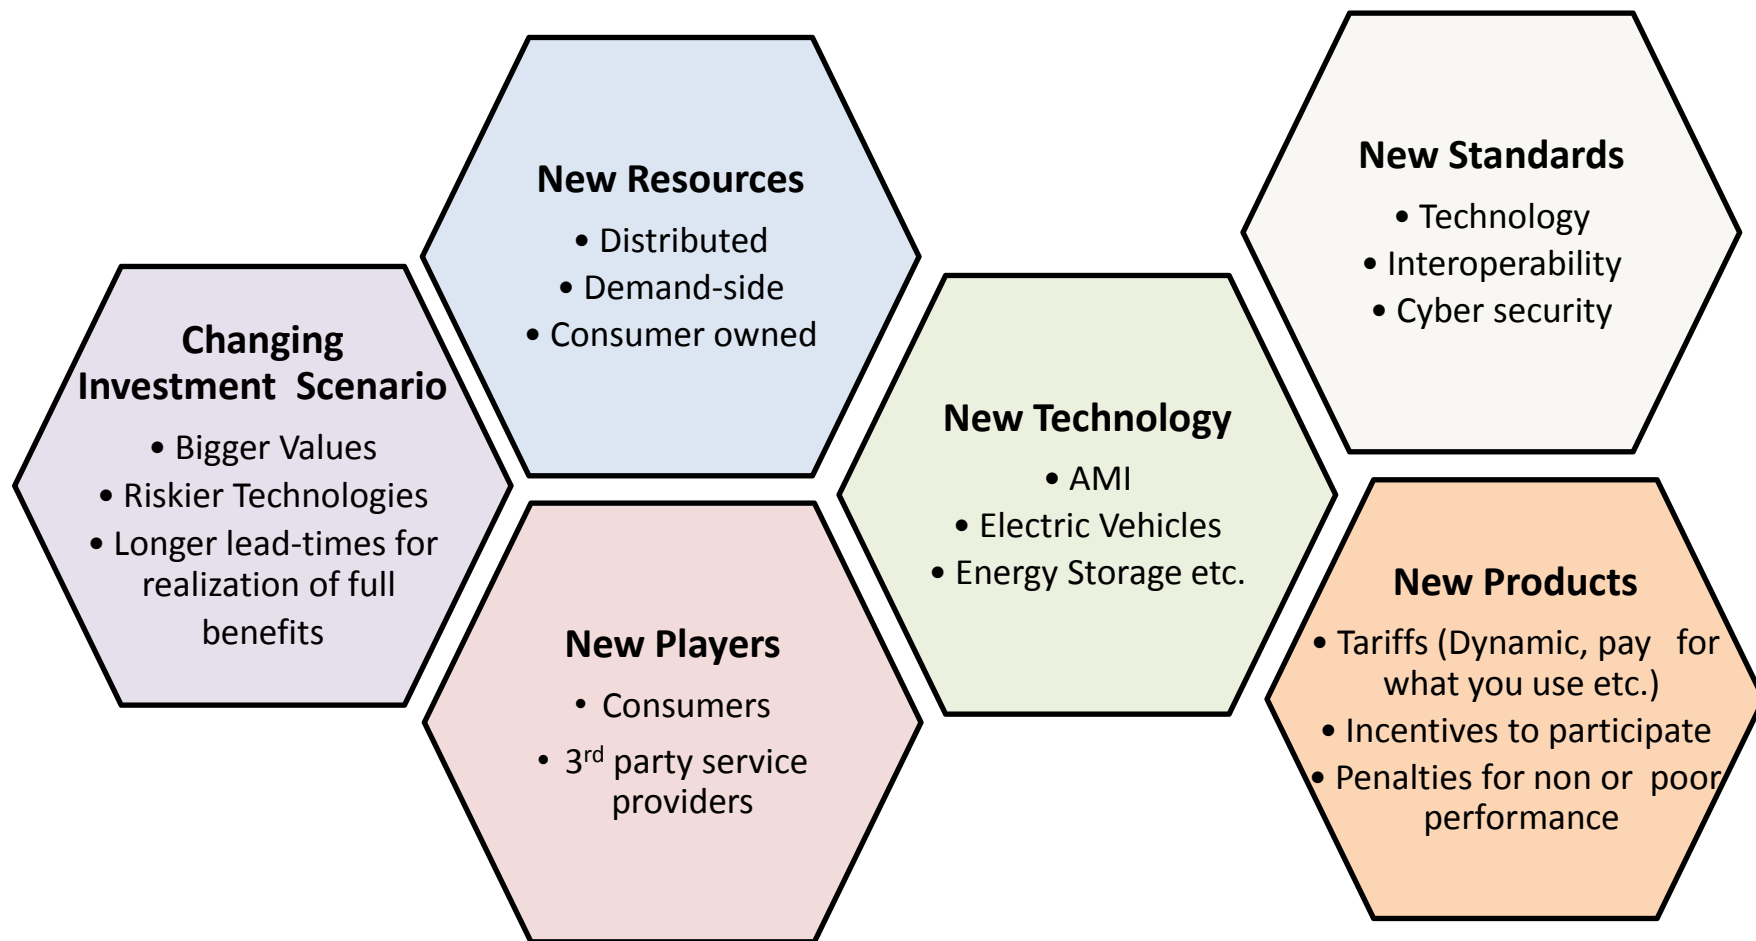 Changing
Investment  Scenario
• Bigger Values
• Riskier Technologies
• Longer lead-times for
realization of full
benefits
New Resources
• Distributed
• Demand-side
• Consumer owned
New Players
• Consumers
• 3rd party service
providers
New Technology
• AMI
• Electric Vehicles
• Energy Storage etc.
New Standards
• Technology
• Interoperability
• Cyber security
New Products
• Tariffs (Dynamic, pay  for
what you use etc.)
• Incentives to participate
• Penalties for non or  poor
performance